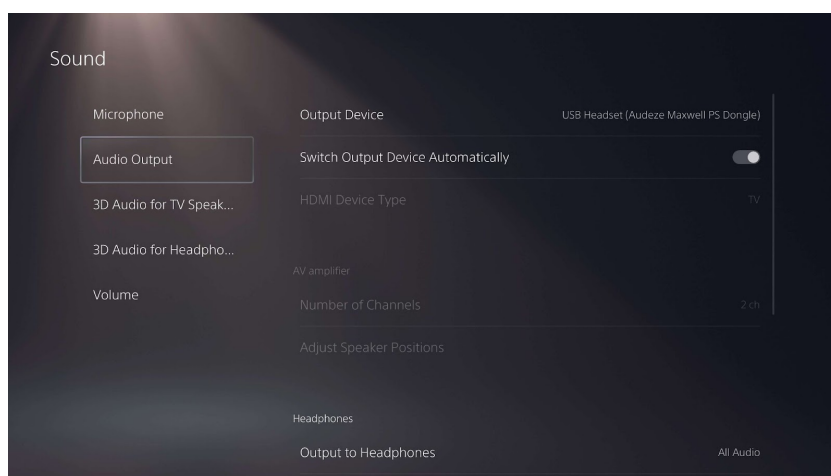 Sound
Microphone
Audio Output
3D Audio for TV Speak...
3D Audio for Headpho...
Volume
Output Device USB Headset (Audeze Maxwell PS Dongle)
Switch Output Device Automatically
HDMI Device Type TV
AV amplifier
Number of Channels 2 ch
Adjust Speaker Positions
Headphones
Output to Headphones All Audio